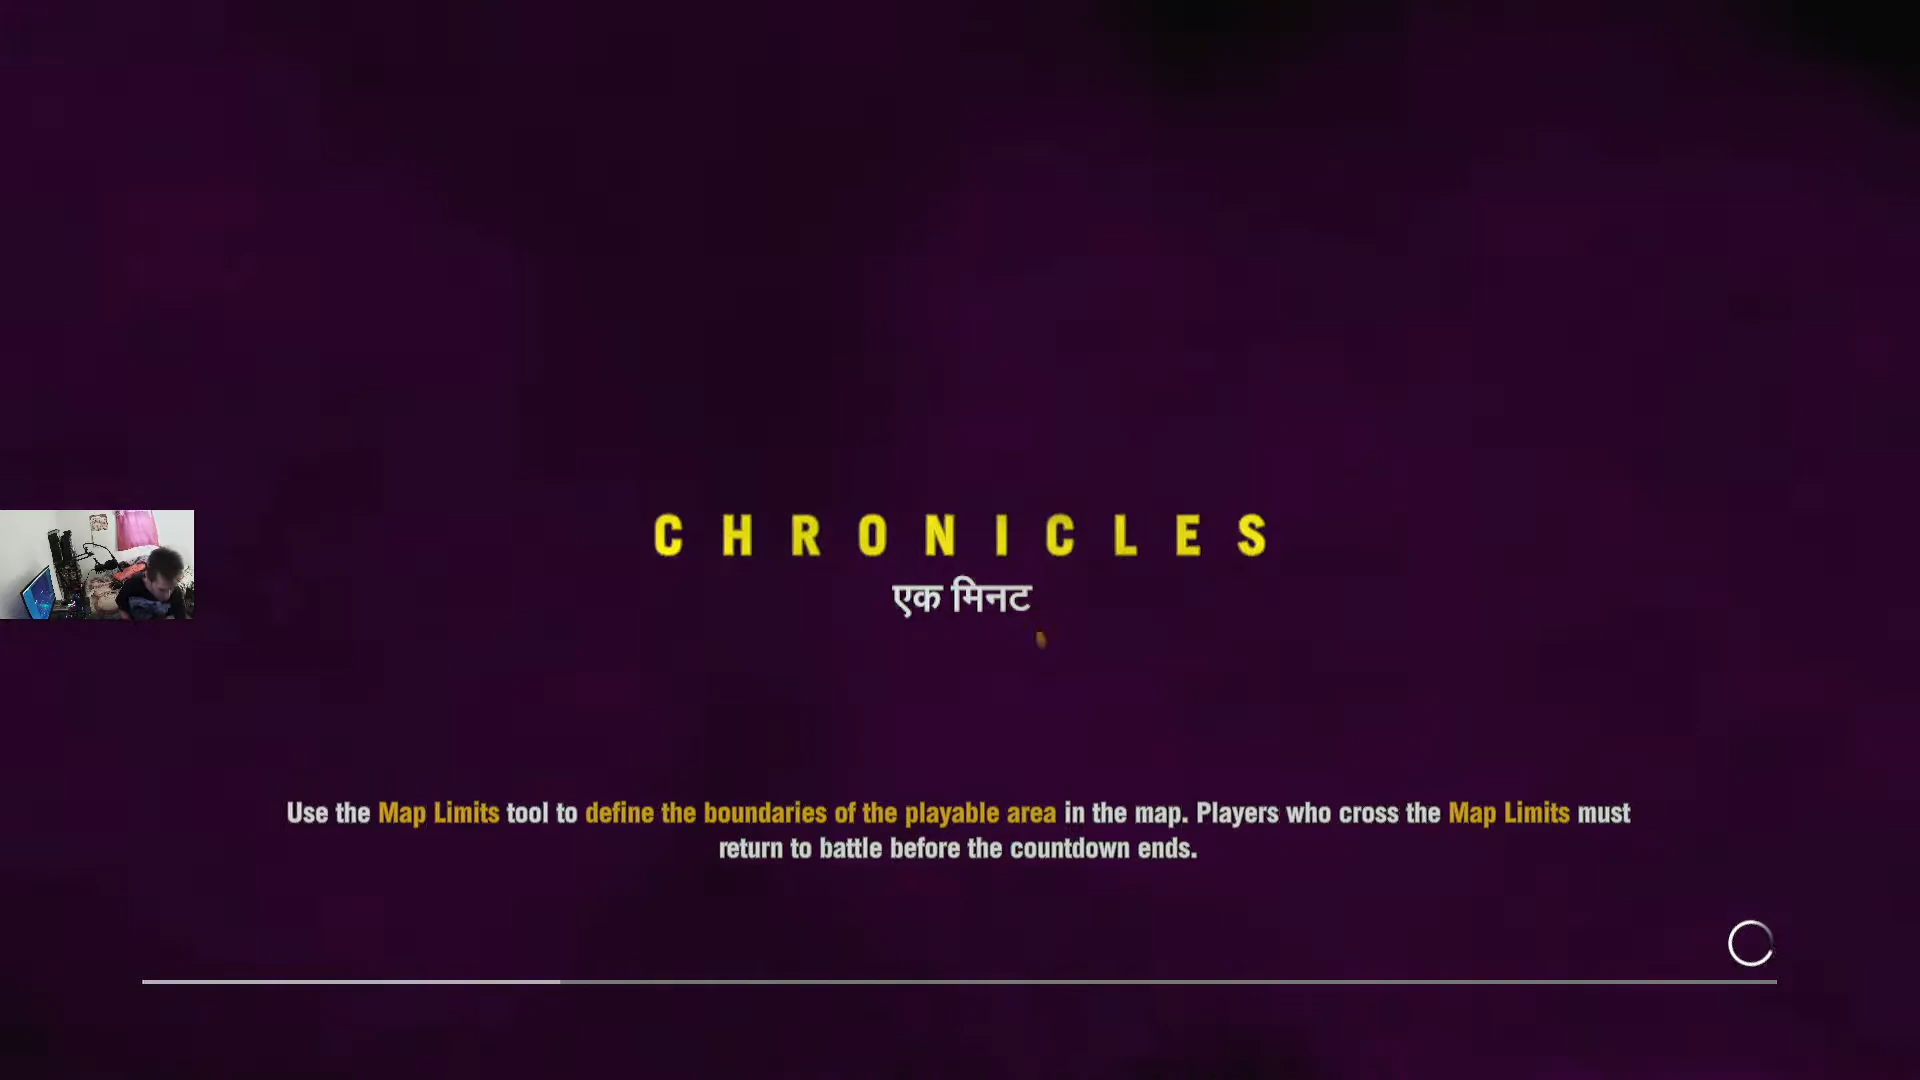 CHRONICLES
एक मिनट
Use the Map Limits tool to define the boundaries of the playable area in the map. Players who cross the Map Limits must
return to battle before the countdown ends.